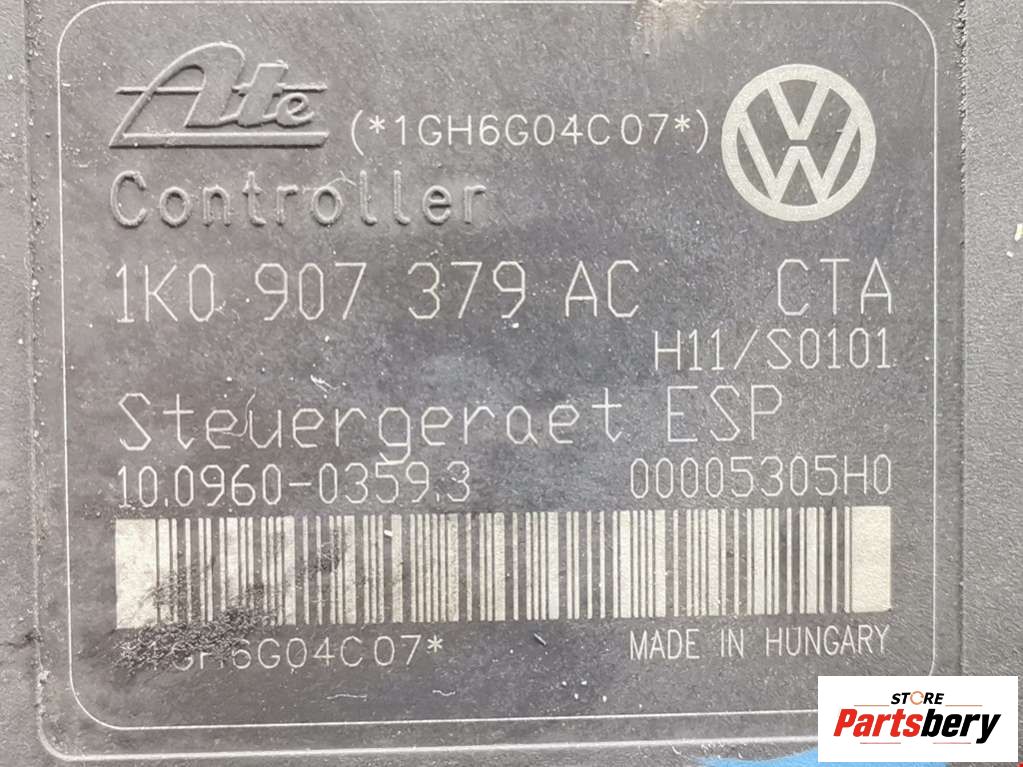 Ate (*1GH6G04C07*)
Controller
1K0 907 379 AC CTA
H11/S0101
Steuergeraet ESP
10.0960-0359.3 00005305H0
*1GH6G04C07* MADE IN HUNGARY
STORE
Partsbery